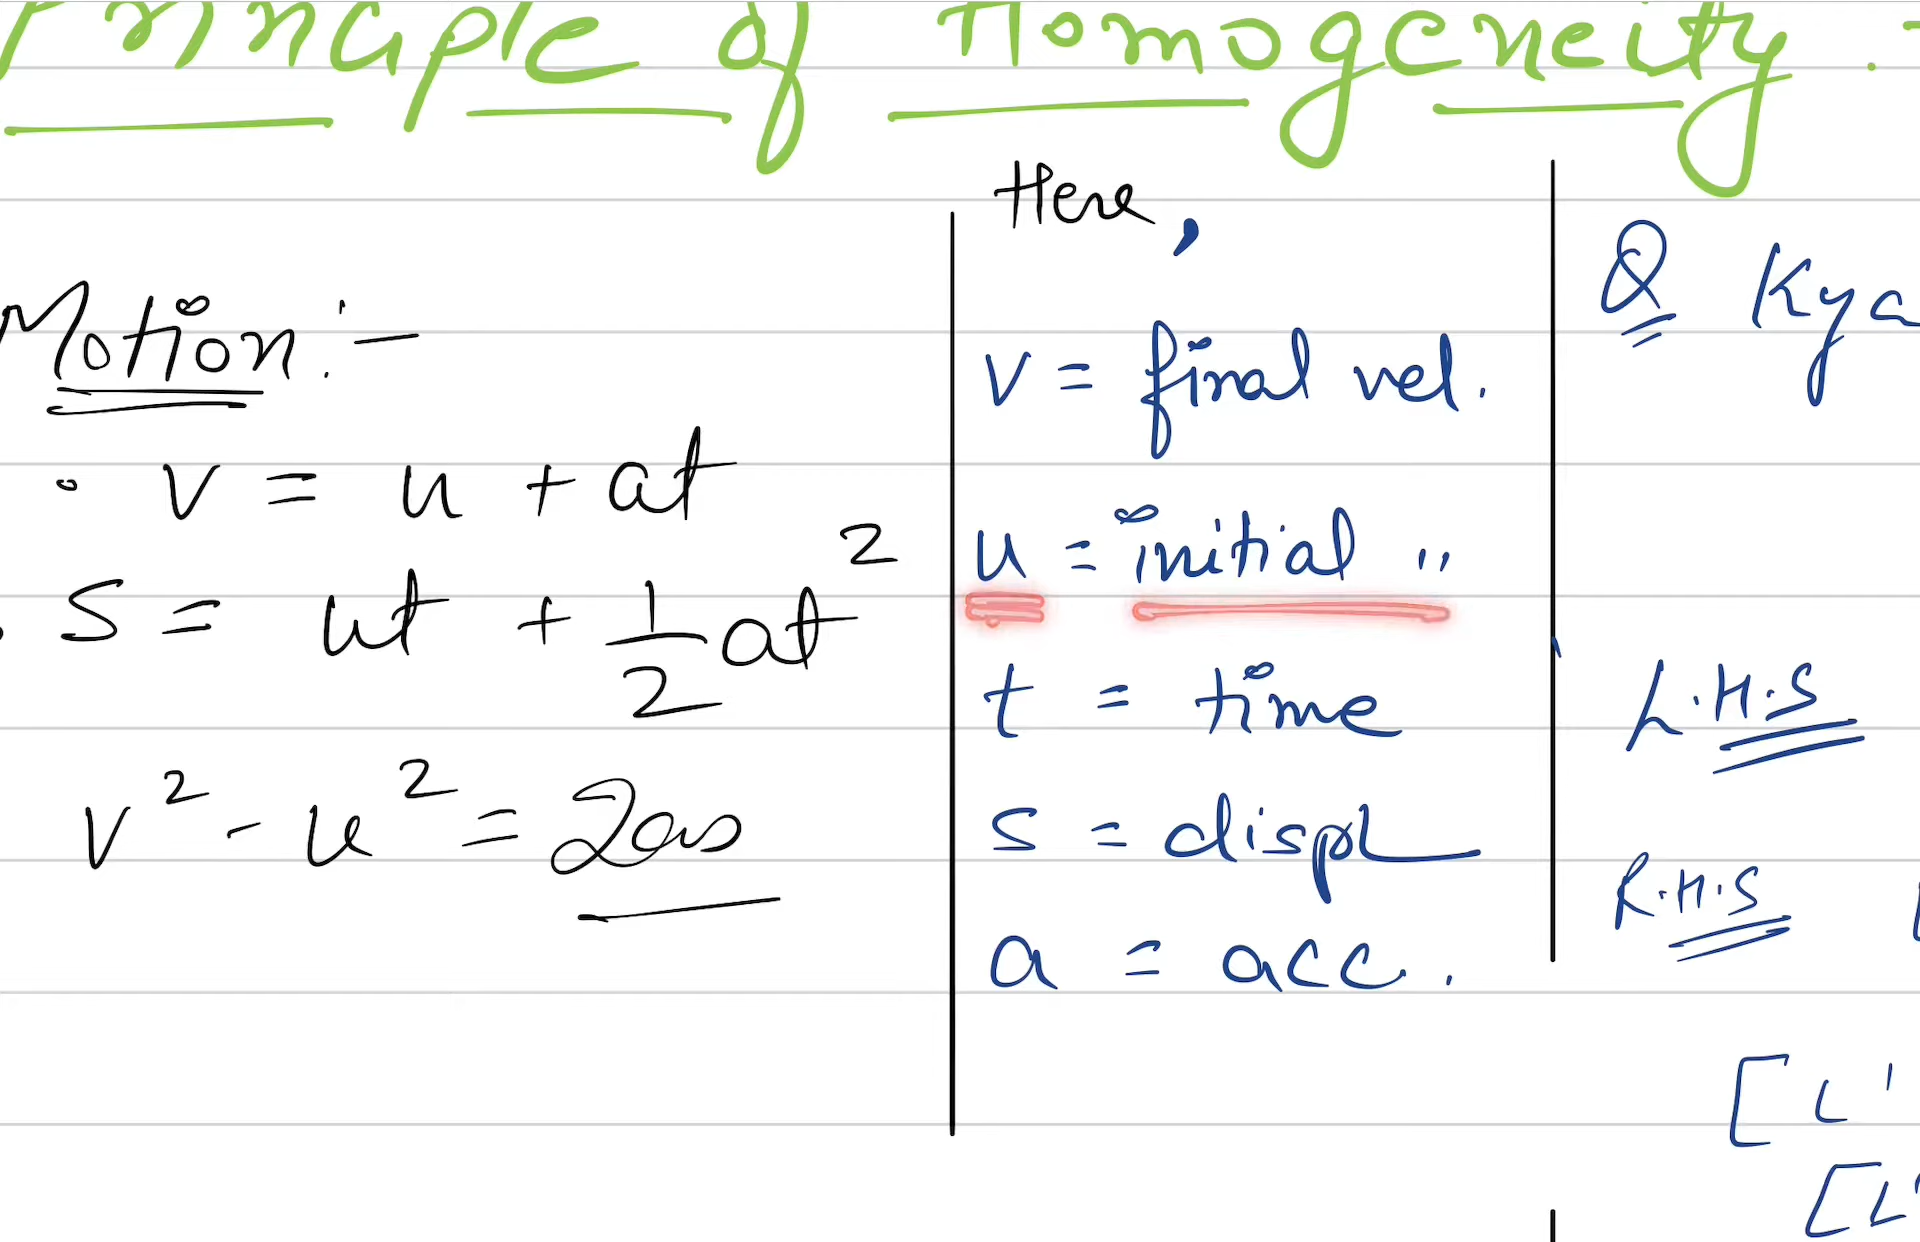 Principle of Homogeneity :-
Motion :-
• v = u + at
. s = ut + 1/2 at²
v² - u² = 2as
Here,
v = final vel.
u = initial "
t = time
s = displ
a = acc.
Q Kya
L.H.S
R.H.S
[L¹
[L